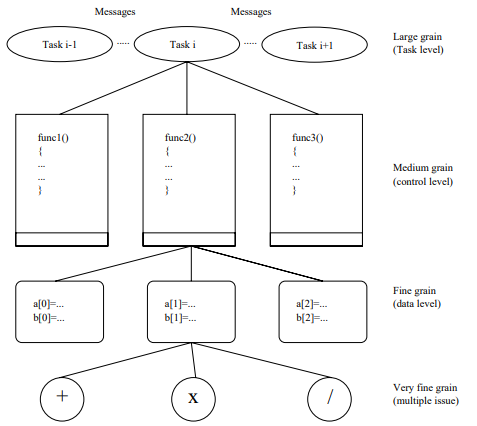 Messages Messages
Task i-1 ..... Task i ..... Task i+1
Large grain
(Task level)
func1()
{
...
...
}
func2()
{
...
...
}
func3()
{
...
...
}
Medium grain
(control level)
a[0]=...
b[0]=...
a[1]=...
b[1]=...
a[2]=...
b[2]=...
Fine grain
(data level)
+ x /
Very fine grain
(multiple issue)